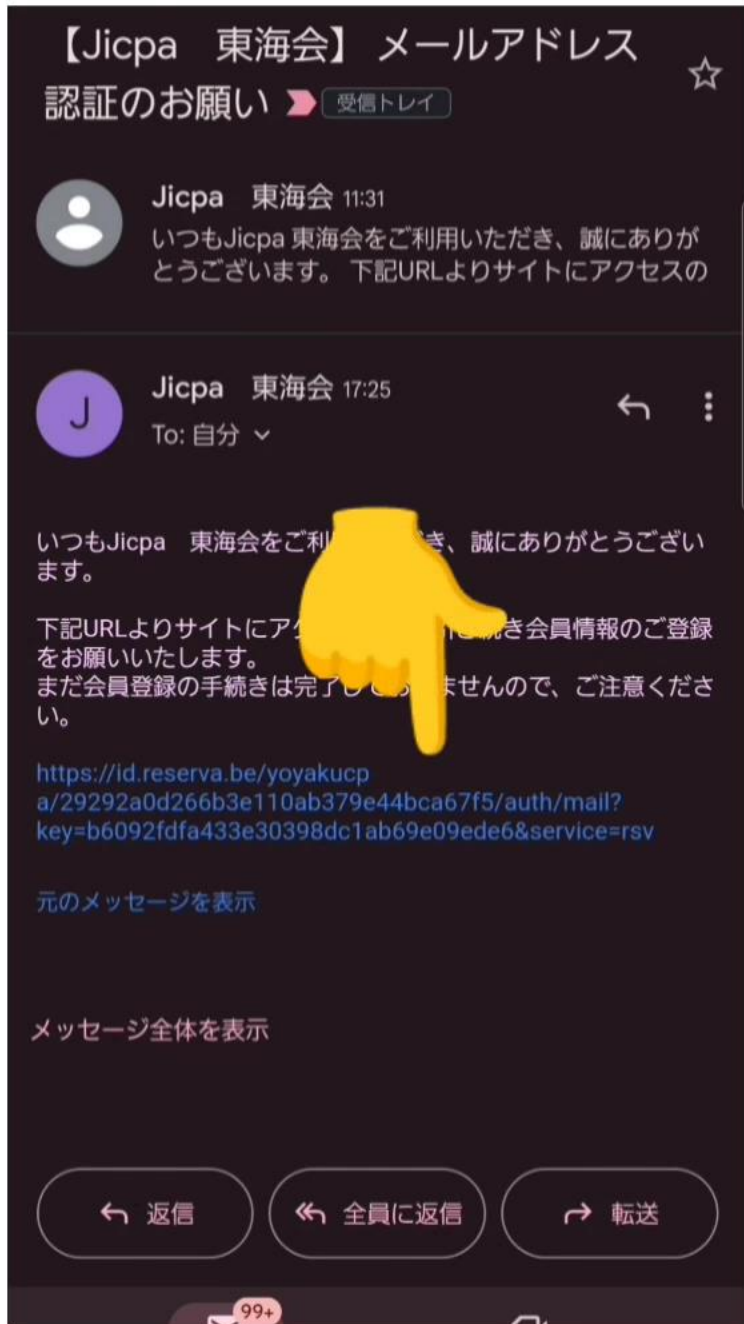 【Jicpa　東海会】 メールアドレス
認証のお願い 受信トレイ
Jicpa　東海会 11:31
いつもJicpa 東海会をご利用いただき、誠にありが
とうございます。 下記URLよりサイトにアクセスの
J
Jicpa　東海会 17:25
To: 自分
いつもJicpa　東海会をご利 き、誠にありがとうござい
ます。
下記URLよりサイトにア 続き会員情報のご登録
をお願いいたします。
まだ会員登録の手続きは完了して ませんので、ご注意くださ
い。
https://id.reserva.be/yoyakucp
a/29292a0d266b3e110ab379e44bca67f5/auth/mail?
key=b6092fdfa433e30398dc1ab69e09ede6&service=rsv
元のメッセージを表示
メッセージ全体を表示
返信 全員に返信 転送
99+